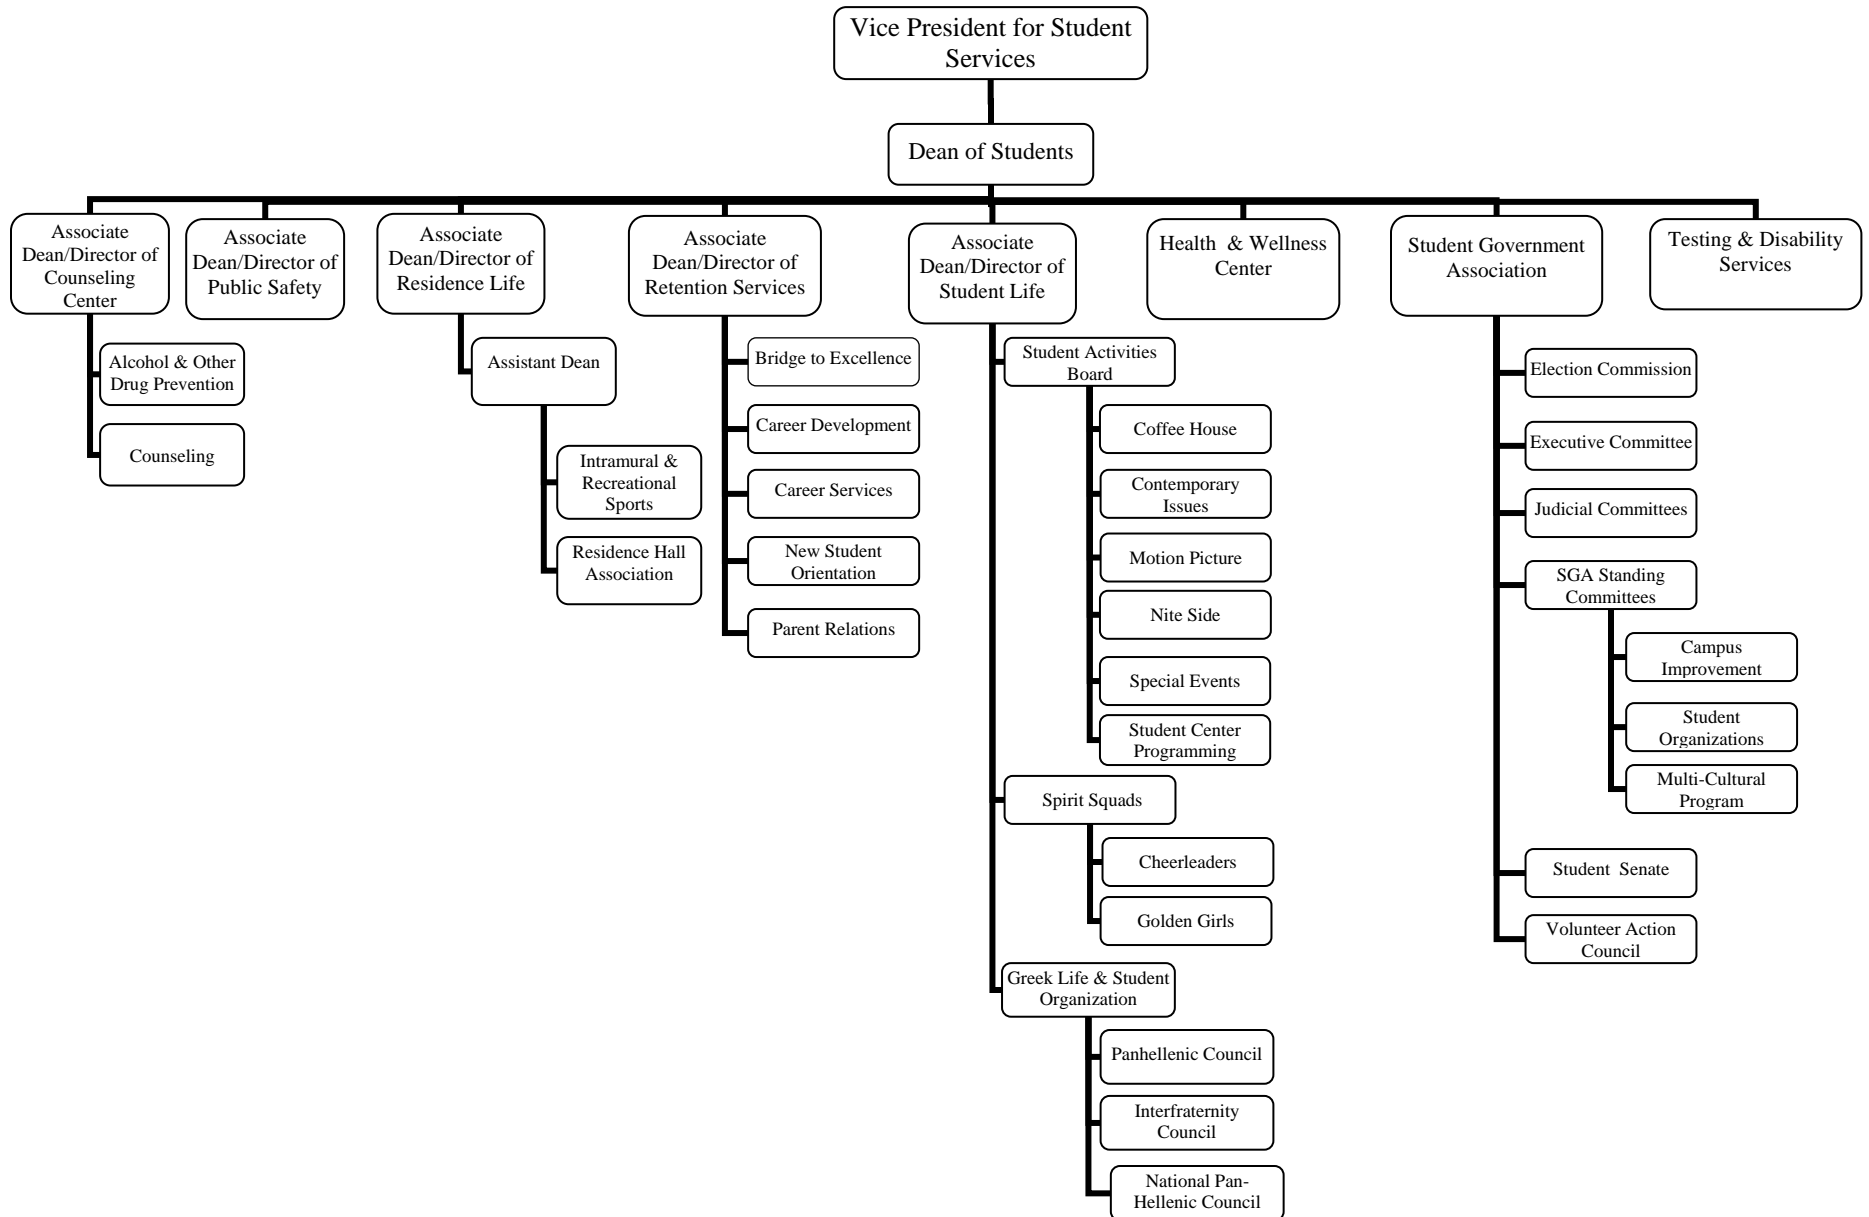 Vice President for Student
Services
Dean of Students
Associate
Dean/Director of
Counseling
Center
Associate
Dean/Director of
Public Safety
Associate
Dean/Director of
Residence Life
Associate
Dean/Director of
Retention Services
Associate
Dean/Director of
Student Life
Health & Wellness
Center
Student Government
Association
Testing & Disability
Services
Alcohol & Other
Drug Prevention
Counseling
Assistant Dean
Intramural &
Recreational
Sports
Residence Hall
Association
Bridge to Excellence
Career Development
Career Services
New Student
Orientation
Parent Relations
Student Activities
Board
Coffee House
Contemporary
Issues
Motion Picture
Nite Side
Special Events
Student Center
Programming
Spirit Squads
Cheerleaders
Golden Girls
Greek Life & Student
Organization
Panhellenic Council
Interfraternity
Council
National Pan-
Hellenic Council
Election Commission
Executive Committee
Judicial Committees
SGA Standing
Committees
Campus
Improvement
Student
Organizations
Multi-Cultural
Program
Student Senate
Volunteer Action
Council